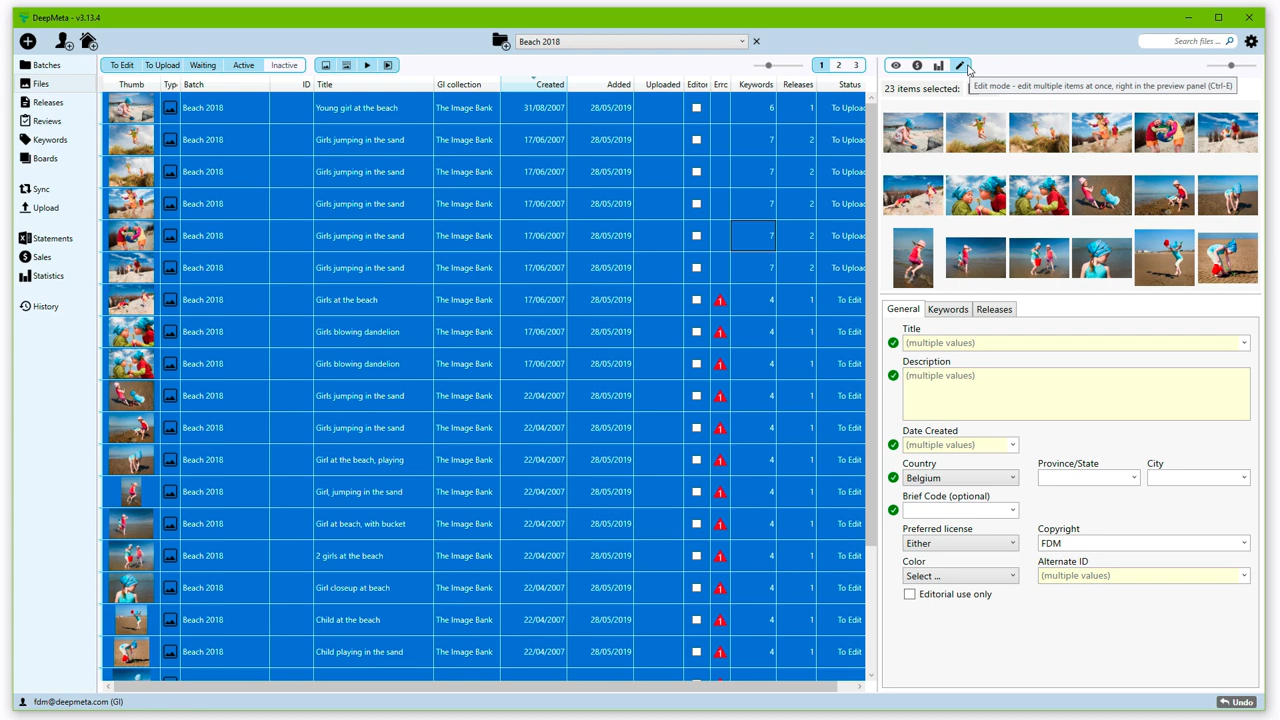 DeepMeta - v3.13.4
Beach 2018
Search files...
Batches
Files
Releases
Reviews
Keywords
Boards
Sync
Upload
Statements
Sales
Statistics
History
To Edit To Upload Waiting Active Inactive
1 2 3
Thumb Typ Batch ID Title GI collection Created Added Uploaded Editor Errc Keywords Releases Status
Beach 2018 Young girl at the beach The Image Bank 31/08/2007 28/05/2019 6 1 To Uploa
Beach 2018 Girls jumping in the sand The Image Bank 17/06/2007 28/05/2019 7 2 To Uploa
Beach 2018 Girls jumping in the sand The Image Bank 17/06/2007 28/05/2019 7 2 To Uploa
Beach 2018 Girls jumping in the sand The Image Bank 17/06/2007 28/05/2019 7 2 To Uploa
Beach 2018 Girls jumping in the sand The Image Bank 17/06/2007 28/05/2019 7 2 To Uploa
Beach 2018 Girls jumping in the sand The Image Bank 17/06/2007 28/05/2019 7 2 To Uploa
Beach 2018 Girls at the beach The Image Bank 17/06/2007 28/05/2019 1 4 1 To Edit
Beach 2018 Girls blowing dandelion The Image Bank 17/06/2007 28/05/2019 1 4 1 To Edit
Beach 2018 Girls blowing dandelion The Image Bank 17/06/2007 28/05/2019 1 4 1 To Edit
Beach 2018 Girls jumping in the sand The Image Bank 22/04/2007 28/05/2019 1 4 1 To Edit
Beach 2018 Girls jumping in the sand The Image Bank 22/04/2007 28/05/2019 1 4 1 To Edit
Beach 2018 Girl at the beach, playing The Image Bank 22/04/2007 28/05/2019 1 4 1 To Edit
Beach 2018 Girl, jumping in the sand The Image Bank 22/04/2007 28/05/2019 1 4 1 To Edit
Beach 2018 Girl at beach, with bucket The Image Bank 22/04/2007 28/05/2019 1 4 1 To Edit
Beach 2018 2 girls at the beach The Image Bank 22/04/2007 28/05/2019 1 4 1 To Edit
Beach 2018 Girl closeup at beach The Image Bank 22/04/2007 28/05/2019 1 4 1 To Edit
Beach 2018 Child at the beach The Image Bank 22/04/2007 28/05/2019 1 4 1 To Edit
Beach 2018 Child playing in the sand The Image Bank 22/04/2007 28/05/2019 1 4 1 To Edit
Edit mode - edit multiple items at once, right in the preview panel (Ctrl-E)
23 items selected:
General Keywords Releases
Title
(multiple values)
Description
(multiple values)
Date Created
(multiple values)
Country Province/State City
Belgium
Brief Code (optional)
Preferred license Copyright
Either FDM
Color Alternate ID
Select ... (multiple values)
Editorial use only
fdm@deepmeta.com (GI)
Undo